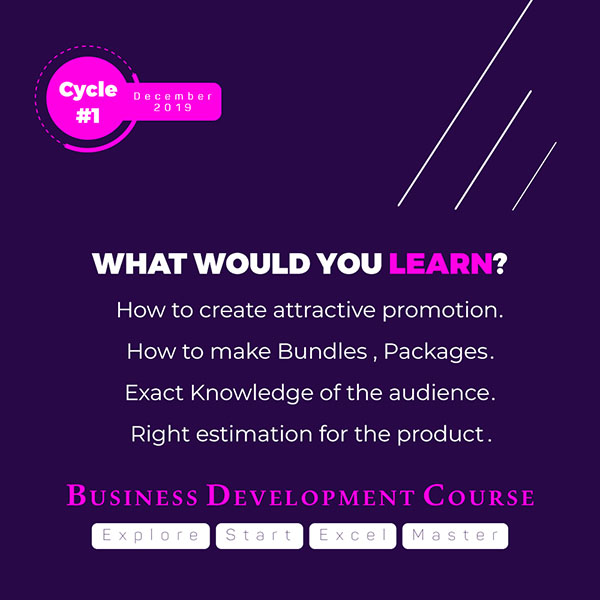 Cycle
#1
December
2019
WHAT WOULD YOU LEARN?
How to create attractive promotion.
How to make Bundles , Packages.
Exact Knowledge of the audience.
Right estimation for the product.
BUSINESS DEVELOPMENT COURSE
Explore Start Excel Master